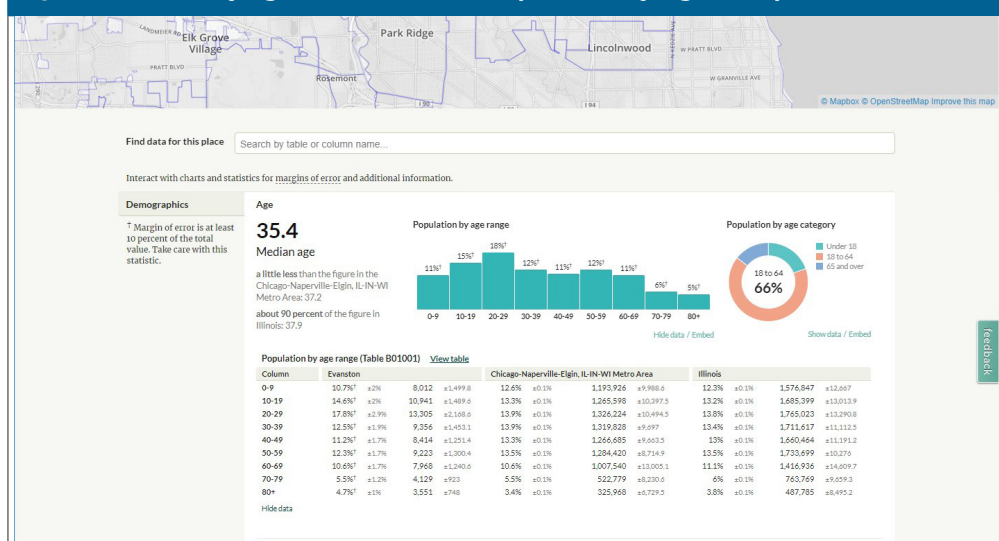 LANDMEIER RD
Elk Grove
Village
Park Ridge
Lincolnwood
W PRATT BLVD
PRATT BLVD
Rosemont
W GRANVILLE AVE
190
194
© Mapbox © OpenStreetMap Improve this map
Find data for this place
Search by table or column name...
Interact with charts and statistics for margins of error and additional information.
Demographics
† Margin of error is at least
10 percent of the total
value. Take care with this
statistic.
Age
35.4
Median age
a little less than the figure in the
Chicago-Naperville-Elgin, IL-IN-WI
Metro Area: 37.2
about 90 percent of the figure in
Illinois: 37.9
Population by age range
11%† 15%† 18%† 12%† 11%† 12%† 11%† 6%† 5%†
0-9 10-19 20-29 30-39 40-49 50-59 60-69 70-79 80+
Hide data / Embed
Population by age category
18 to 64
66%
Under 18
18 to 64
65 and over
Show data / Embed
feedback
Population by age range (Table B01001) View table
Column Evanston Chicago-Naperville-Elgin, IL-IN-WI Metro Area Illinois
0-9 10.7%† ±2% 8,012 ±1,499.8 12.6% ±0.1% 1,193,926 ±9,988.6 12.3% ±0.1% 1,576,847 ±12,667
10-19 14.6%† ±2% 10,941 ±1,489.6 13.3% ±0.1% 1,265,598 ±10,397.5 13.2% ±0.1% 1,685,399 ±13,013.9
20-29 17.8%† ±2.9% 13,305 ±2,168.6 13.9% ±0.1% 1,326,224 ±10,494.5 13.8% ±0.1% 1,765,023 ±13,290.8
30-39 12.5%† ±1.9% 9,356 ±1,453.1 13.9% ±0.1% 1,319,828 ±9,697 13.4% ±0.1% 1,711,617 ±11,112.5
40-49 11.2%† ±1.7% 8,414 ±1,251.4 13.3% ±0.1% 1,266,685 ±9,663.5 13% ±0.1% 1,660,464 ±11,191.2
50-59 12.3%† ±1.7% 9,223 ±1,300.4 13.5% ±0.1% 1,284,420 ±8,714.9 13.5% ±0.1% 1,733,699 ±10,276
60-69 10.6%† ±1.7% 7,968 ±1,240.6 10.6% ±0.1% 1,007,540 ±13,005.1 11.1% ±0.1% 1,416,936 ±14,609.7
70-79 5.5%† ±1.2% 4,129 ±923 5.5% ±0.1% 522,779 ±8,230.6 6% ±0.1% 763,769 ±9,659.3
80+ 4.7%† ±1% 3,551 ±748 3.4% ±0.1% 325,968 ±6,729.5 3.8% ±0.1% 487,785 ±8,495.2
Hide data